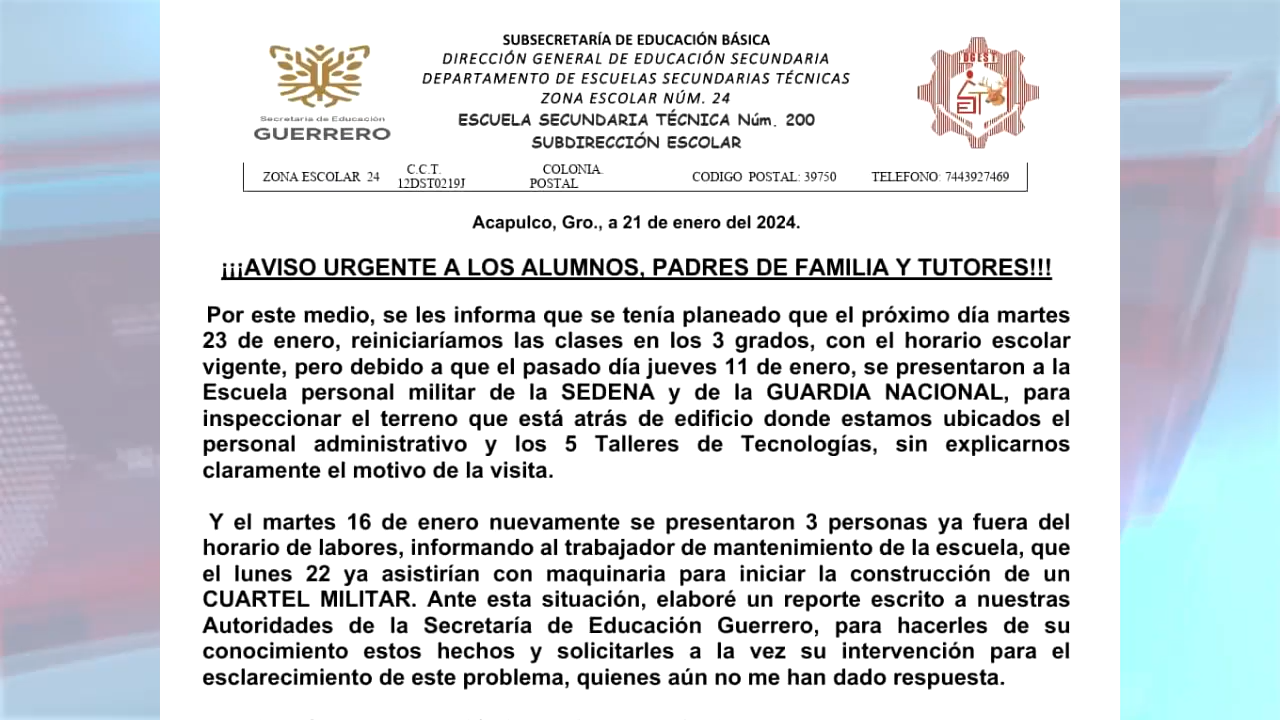 SUBSECRETARÍA DE EDUCACIÓN BÁSICA
DIRECCIÓN GENERAL DE EDUCACIÓN SECUNDARIA
DEPARTAMENTO DE ESCUELAS SECUNDARIAS TÉCNICAS
ZONA ESCOLAR NÚM. 24
ESCUELA SECUNDARIA TÉCNICA Núm. 200
SUBDIRECCIÓN ESCOLAR
Secretaría de Educación
GUERRERO
DGEST
ZONA ESCOLAR 24
C.C.T.
12DST0219J
COLONIA.
POSTAL
CODIGO POSTAL: 39750
TELEFONO: 7443927469
Acapulco, Gro., a 21 de enero del 2024.
¡¡¡AVISO URGENTE A LOS ALUMNOS, PADRES DE FAMILIA Y TUTORES!!!
Por este medio, se les informa que se tenía planeado que el próximo día martes
23 de enero, reiniciaríamos las clases en los 3 grados, con el horario escolar
vigente, pero debido a que el pasado día jueves 11 de enero, se presentaron a la
Escuela personal militar de la SEDENA y de la GUARDIA NACIONAL, para
inspeccionar el terreno que está atrás de edificio donde estamos ubicados el
personal administrativo y los 5 Talleres de Tecnologías, sin explicarnos
claramente el motivo de la visita.
Y el martes 16 de enero nuevamente se presentaron 3 personas ya fuera del
horario de labores, informando al trabajador de mantenimiento de la escuela, que
el lunes 22 ya asistirían con maquinaria para iniciar la construcción de un
CUARTEL MILITAR. Ante esta situación, elaboré un reporte escrito a nuestras
Autoridades de la Secretaría de Educación Guerrero, para hacerles de su
conocimiento estos hechos y solicitarles a la vez su intervención para el
esclarecimiento de este problema, quienes aún no me han dado respuesta.